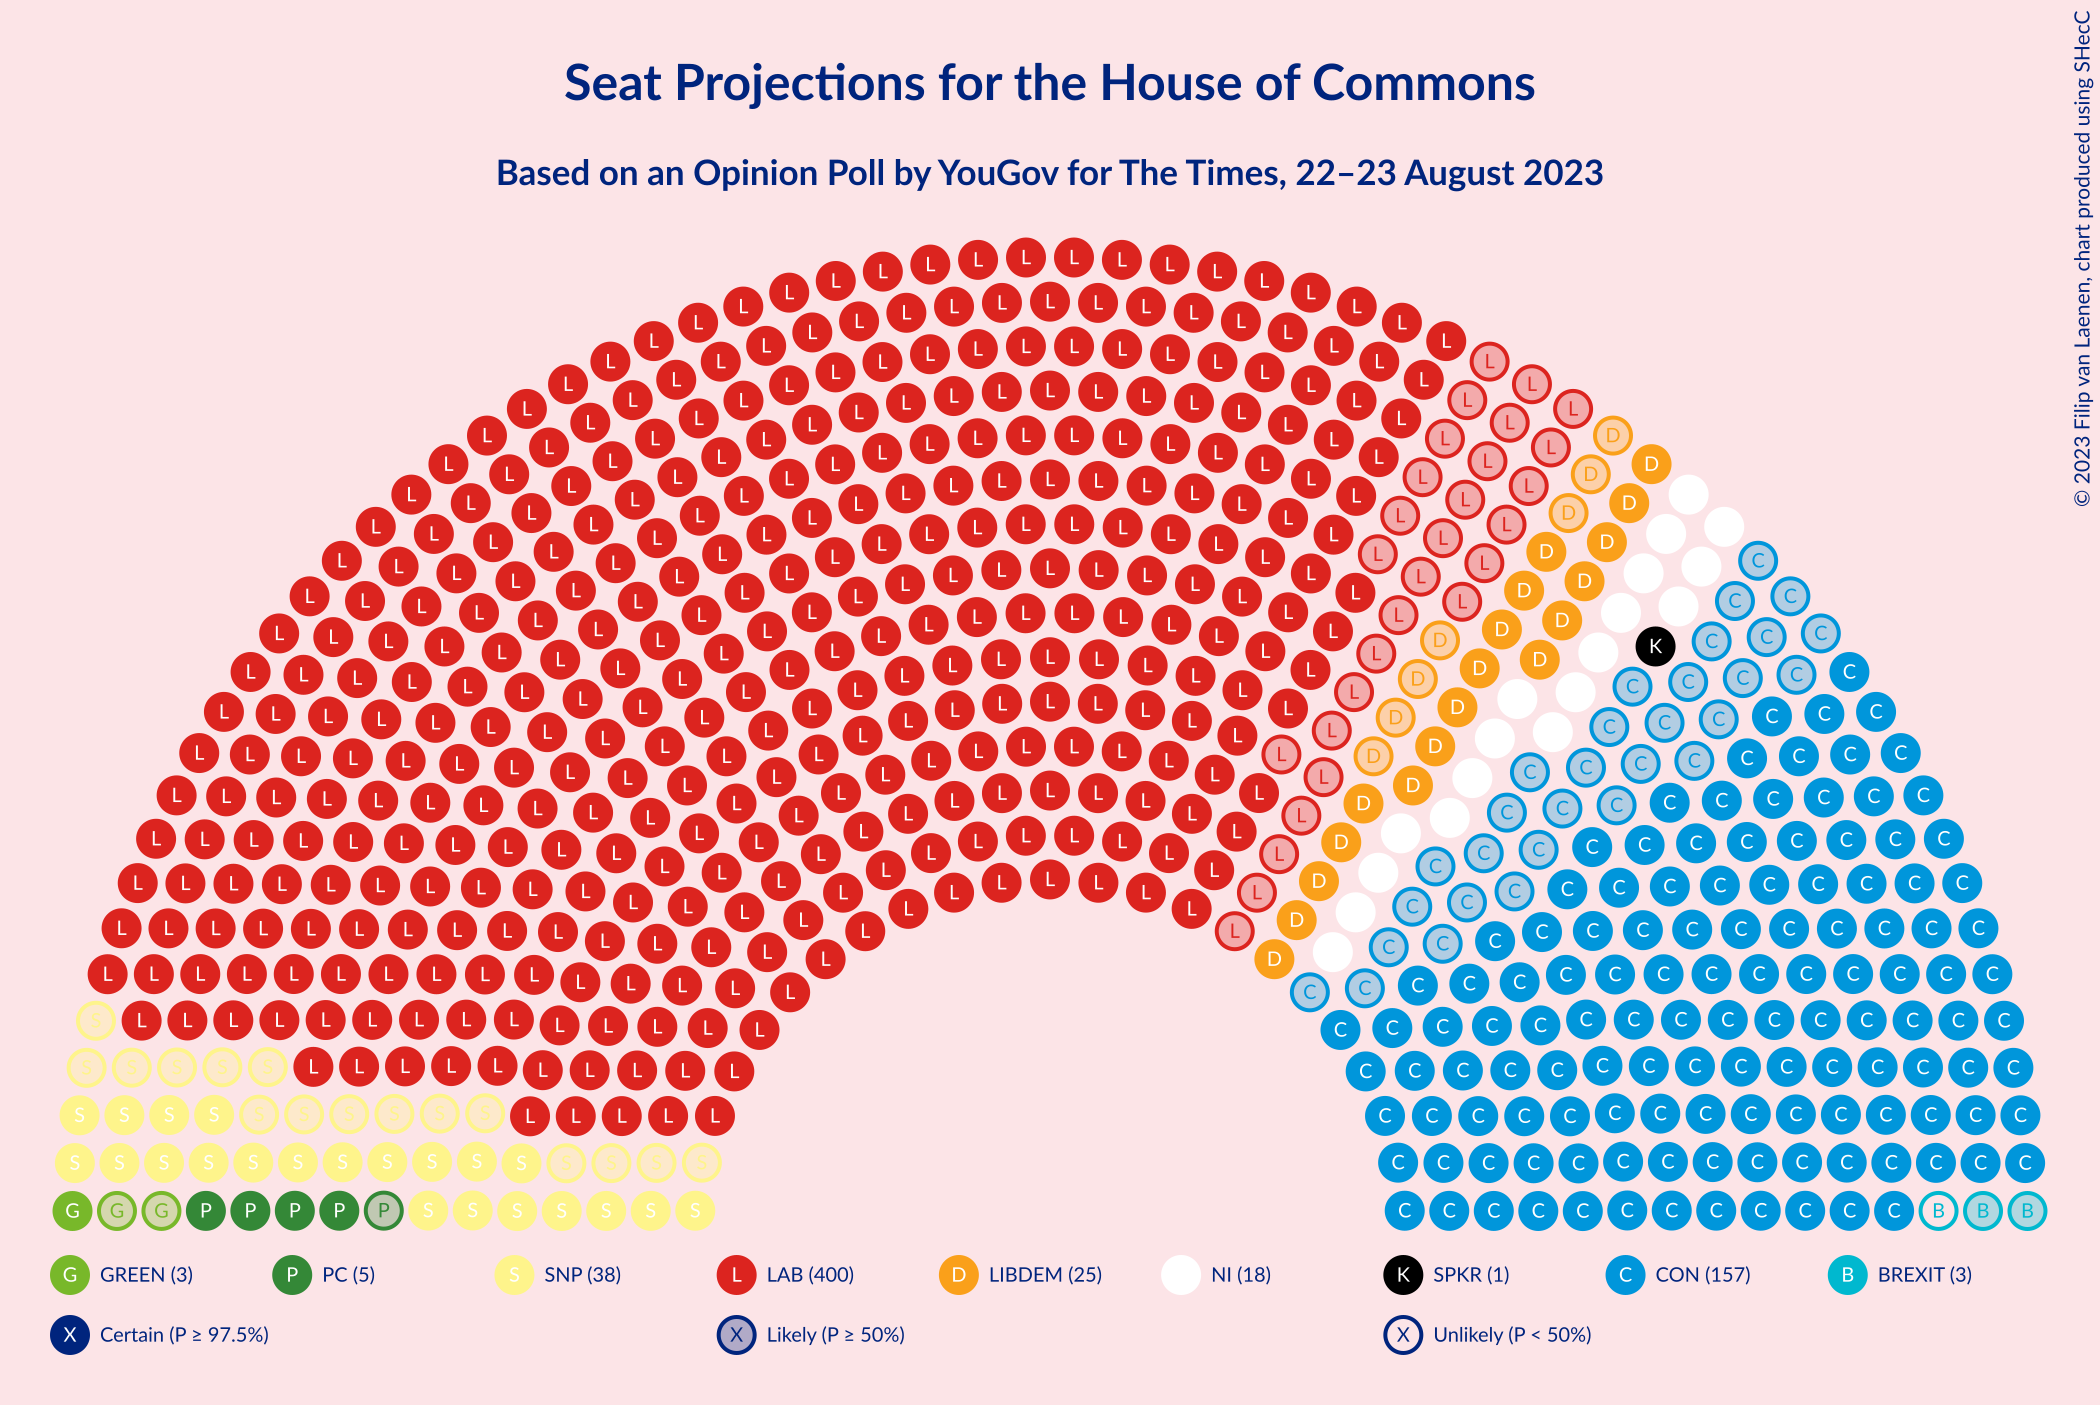 Seat Projections for the House of Commons
Based on an Opinion Poll by YouGov for The Times, 22–23 August 2023
© 2023 Filip van Laenen, chart produced using SHecC
G GREEN (3)
P PC (5)
S SNP (38)
L LAB (400)
D LIBDEM (25)
NI (18)
K SPKR (1)
C CON (157)
B BREXIT (3)
X Certain (P ≥ 97.5%)
X Likely (P ≥ 50%)
X Unlikely (P < 50%)